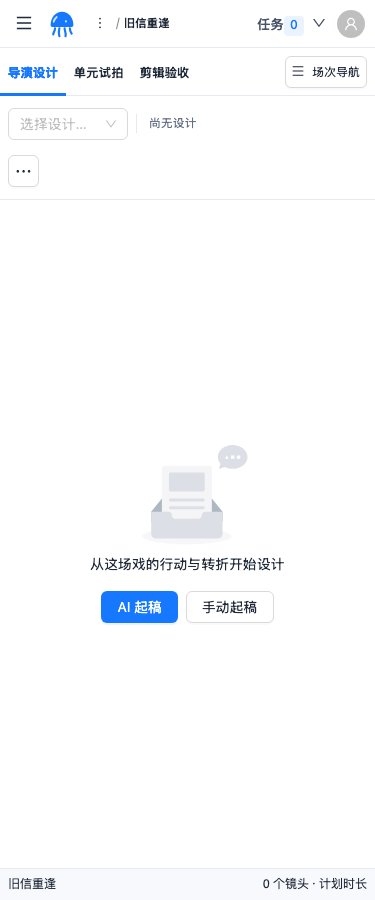 / 旧信重逢
任务 0
导演设计 单元试拍 剪辑验收 场次导航
选择设计... 尚无设计
从这场戏的行动与转折开始设计
AI 起稿 手动起稿
旧信重逢 0 个镜头 · 计划时长